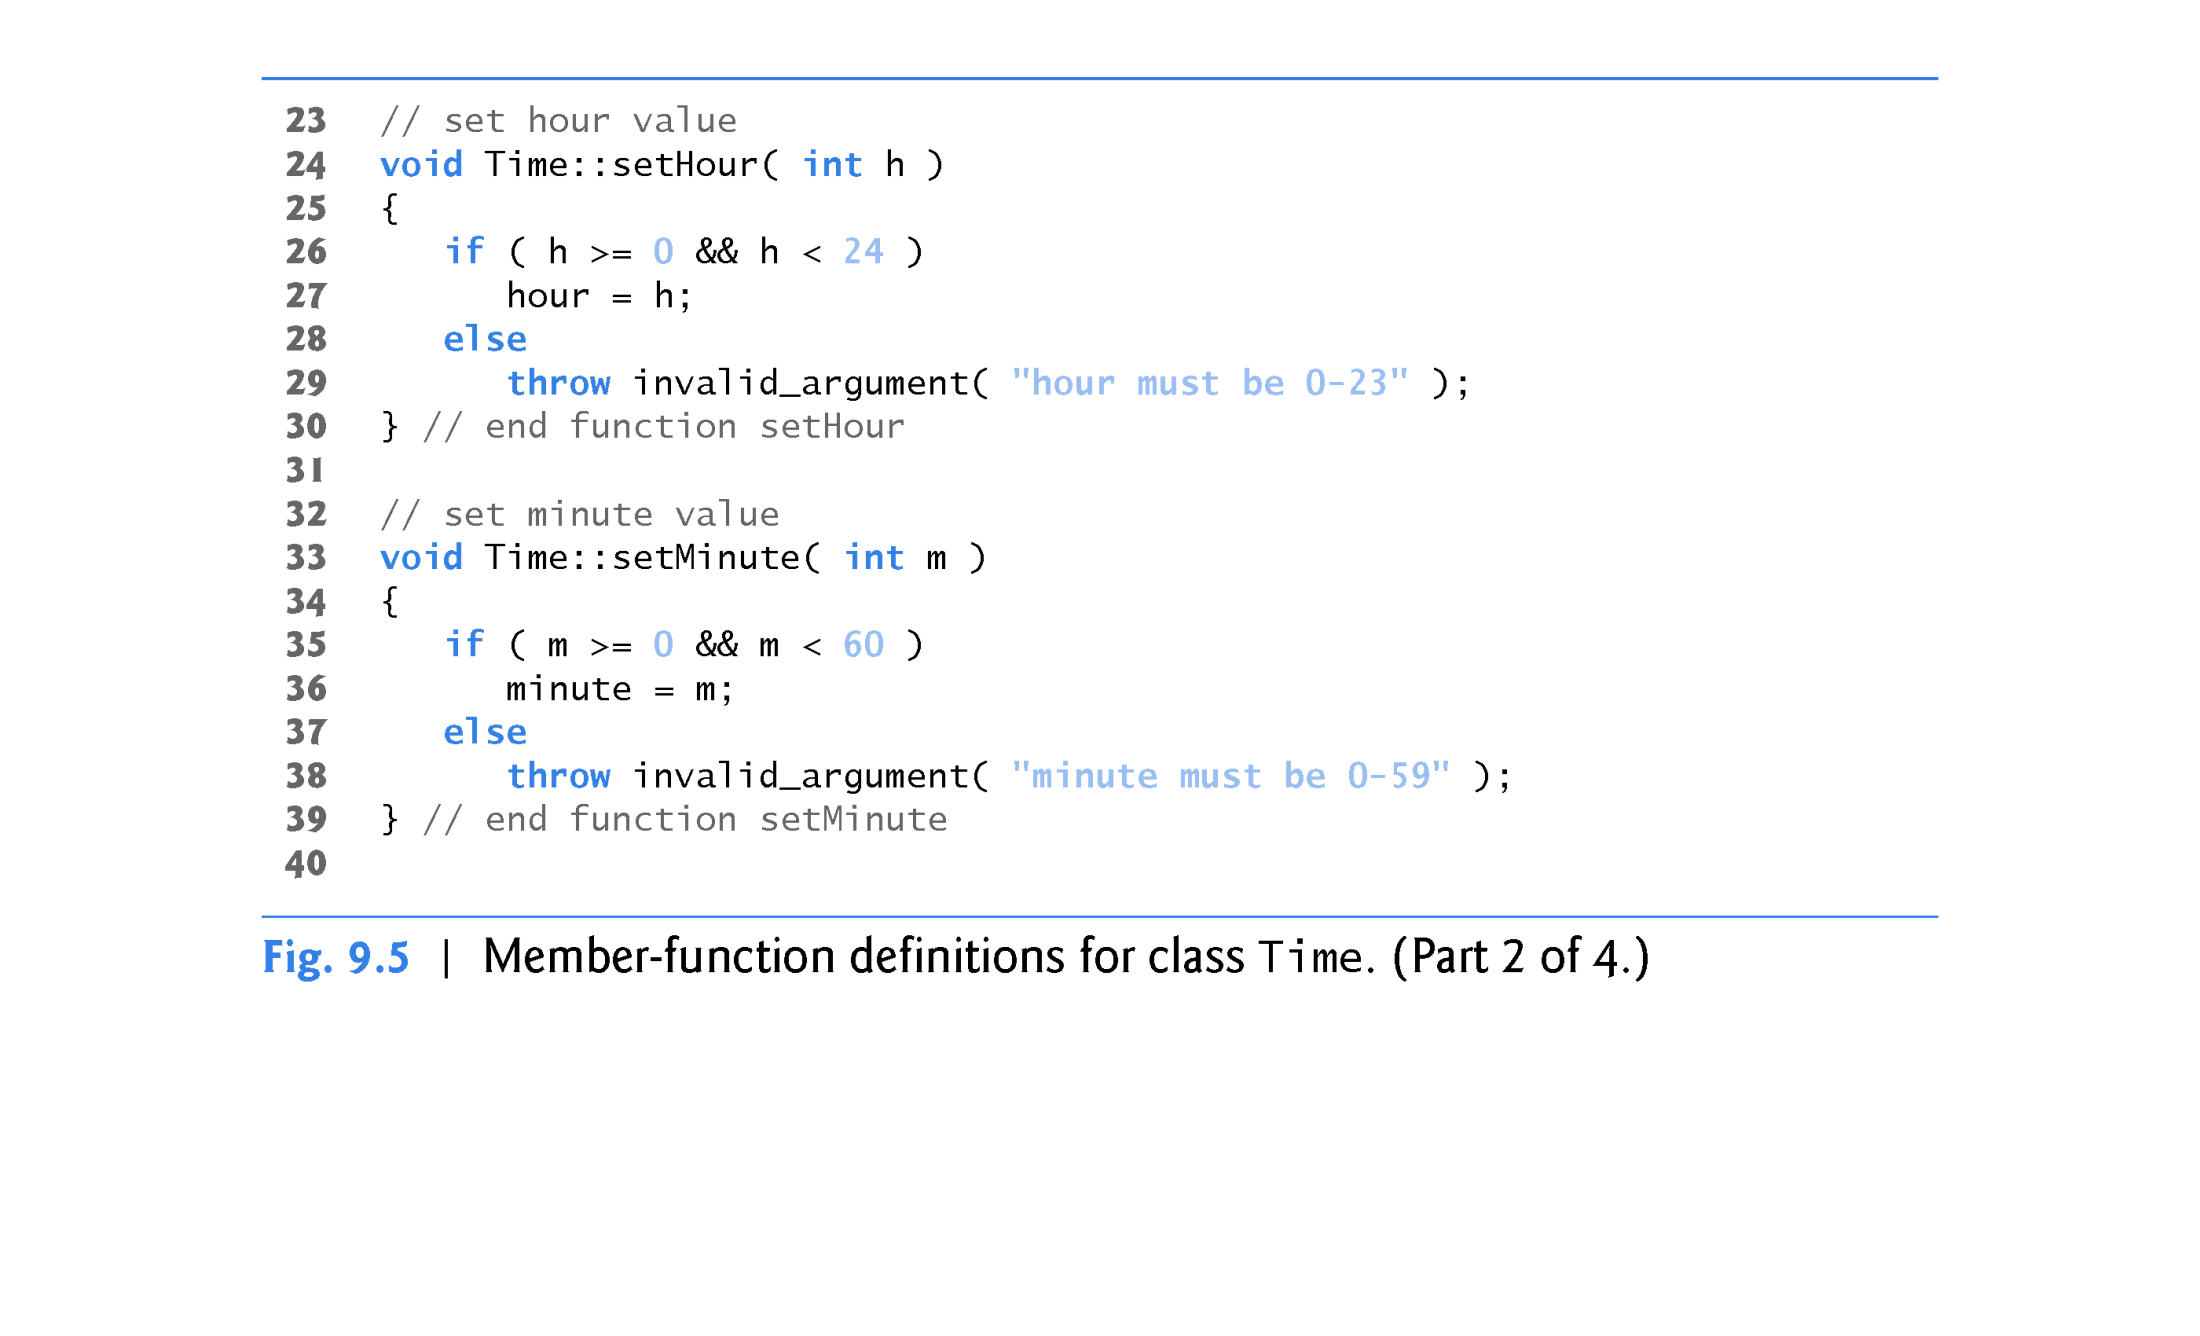 23 // set hour value
24 void Time::setHour( int h )
25 {
26 if ( h >= 0 && h < 24 )
27 hour = h;
28 else
29 throw invalid_argument( "hour must be 0-23" );
30 } // end function setHour
31
32 // set minute value
33 void Time::setMinute( int m )
34 {
35 if ( m >= 0 && m < 60 )
36 minute = m;
37 else
38 throw invalid_argument( "minute must be 0-59" );
39 } // end function setMinute
40
Fig. 9.5 | Member-function definitions for class Time. (Part 2 of 4.)